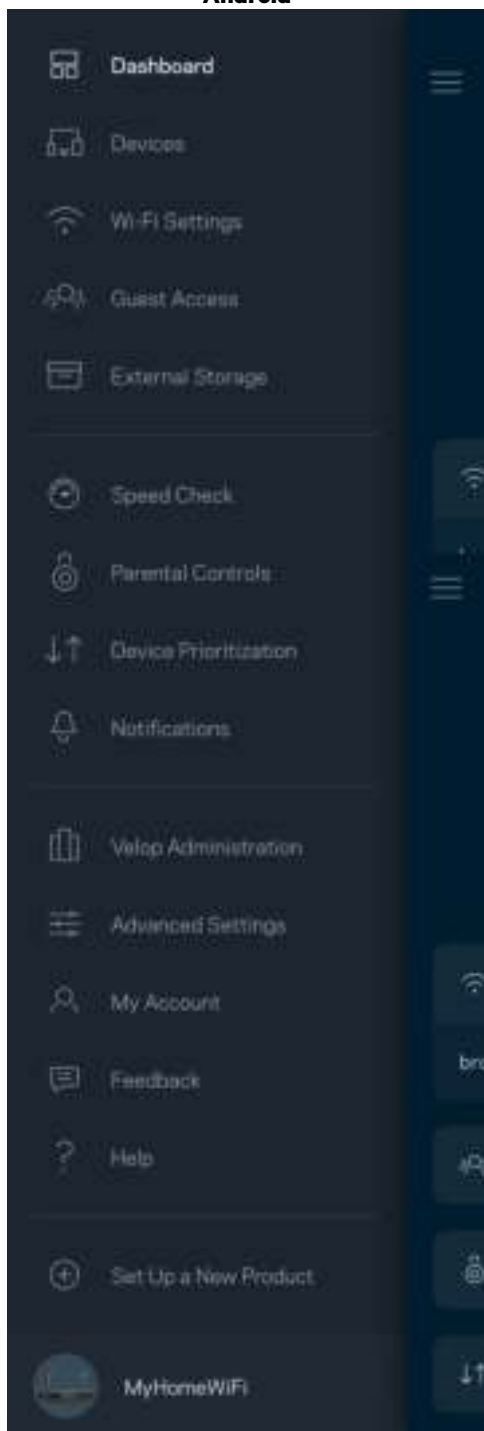 Dashboard
Devices
Wi-Fi Settings
Guest Access
External Storage
Speed Check
Parental Controls
Device Prioritization
Notifications
Velop Administration
Advanced Settings
My Account
bro
Feedback
Help
Set Up a New Product
MyHomeWiFi